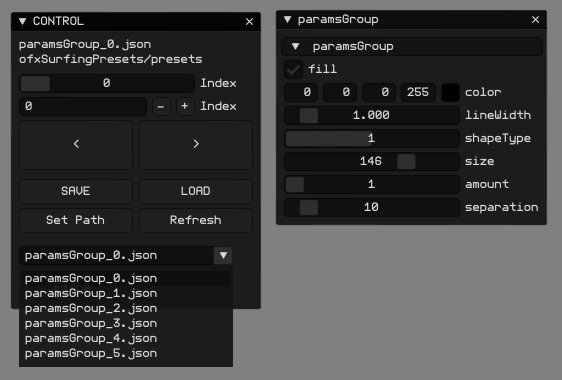 CONTROL
paramsGroup_0.json
ofxSurfingPresets/presets
0 Index
0 - + Index
< >
SAVE LOAD
Set Path Refresh
paramsGroup_0.json
paramsGroup_0.json
paramsGroup_1.json
paramsGroup_2.json
paramsGroup_3.json
paramsGroup_4.json
paramsGroup_5.json
paramsGroup
paramsGroup
fill
0 0 0 255 color
1.000 lineWidth
1 shapeType
146 size
1 amount
10 separation